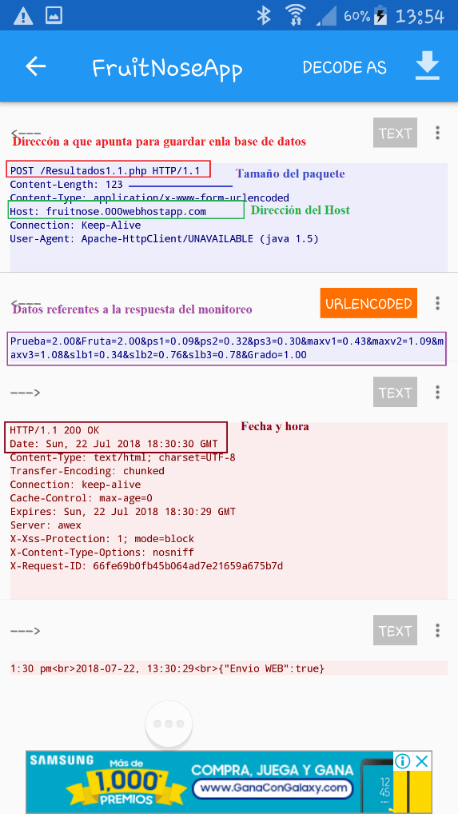 60% 13:54
FruitNoseApp DECODE AS
<---
TEXT
Direccón a que apunta para guardar enla base de datos
POST /Resultados1.1.php HTTP/1.1
Tamaño del paquete
Content-Length: 123
Content-Type: application/x-www-form-urlencoded
Host: fruitnose.000webhostapp.com
Dirección del Host
Connection: Keep-Alive
User-Agent: Apache-HttpClient/UNAVAILABLE (java 1.5)
<---
URLENCODED
Datos referentes a la respuesta del monitoreo
Prueba=2.00&Fruta=2.00&ps1=0.09&ps2=0.32&ps3=0.30&maxv1=0.43&maxv2=1.09&m
axv3=1.08&slb1=0.34&slb2=0.76&slb3=0.78&Grado=1.00
--->
TEXT
HTTP/1.1 200 OK
Fecha y hora
Date: Sun, 22 Jul 2018 18:30:30 GMT
Content-Type: text/html; charset=UTF-8
Transfer-Encoding: chunked
Connection: keep-alive
Cache-Control: max-age=0
Expires: Sun, 22 Jul 2018 18:30:29 GMT
Server: awex
X-Xss-Protection: 1; mode=block
X-Content-Type-Options: nosniff
X-Request-ID: 66fe69b0fb45b064ad7e21659a675b7d
--->
TEXT
1:30 pm<br>2018-07-22, 13:30:29<br>{"Envio WEB":true}
SAMSUNG
Más de
1,000
PREMIOS
COMPRA, JUEGA Y GANA
www.GanaConGalaxy.com
12
45